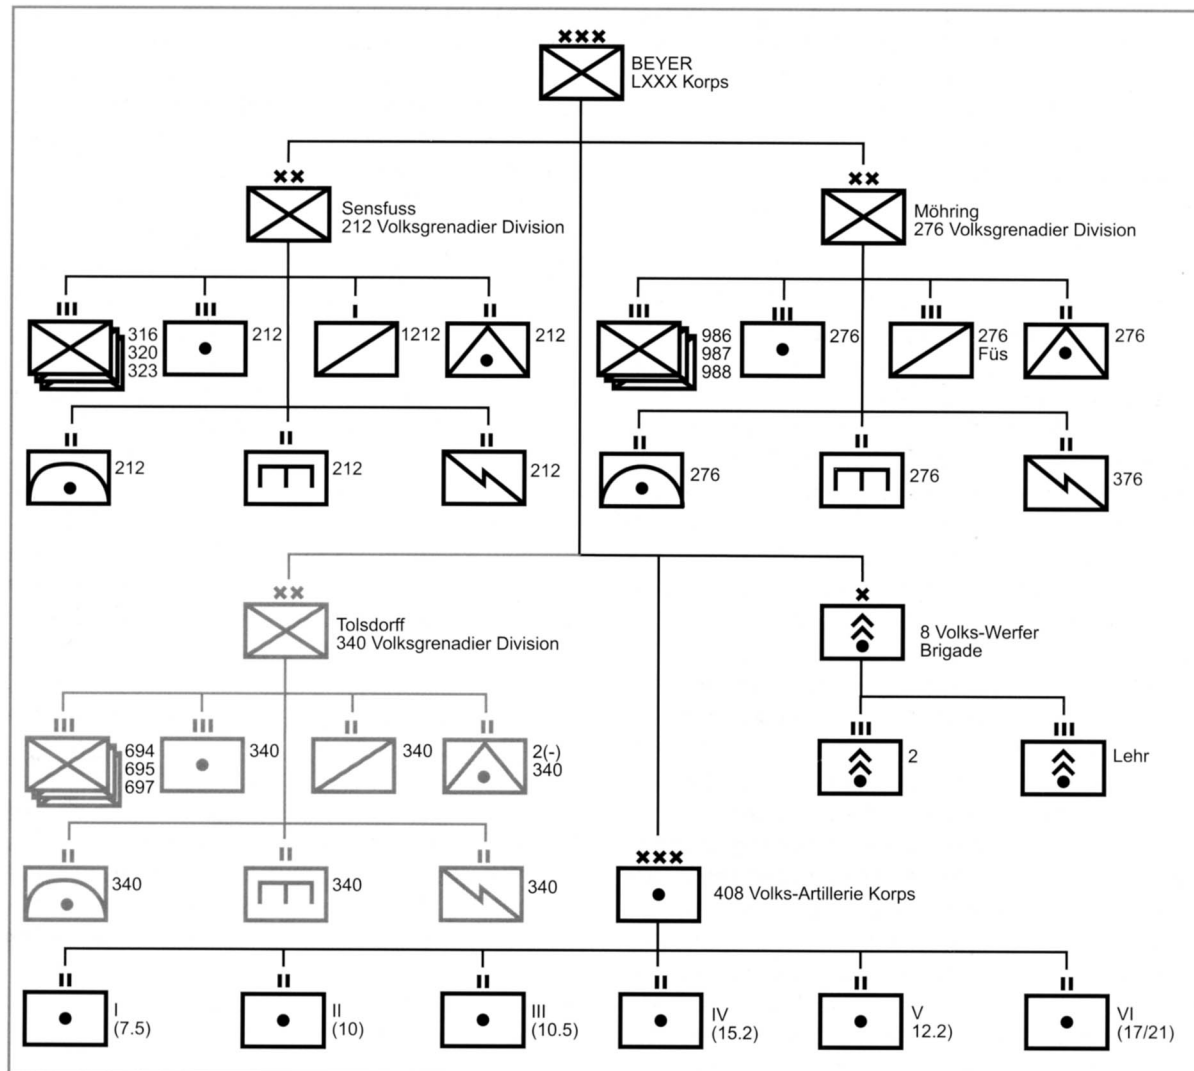 BEYER
LXXX Korps
Sensfuss
212 Volksgrenadier Division
Möhring
276 Volksgrenadier Division
316
320
323
212
1212
212
986
987
988
276
276
Füs
276
212
212
212
276
276
376
Tolsdorff
340 Volksgrenadier Division
8 Volks-Werfer
Brigade
694
695
697
340
340
2(-)
340
2
Lehr
340
340
340
408 Volks-Artillerie Korps
I
(7.5)
II
(10)
III
(10.5)
IV
(15.2)
V
12.2)
VI
(17/21)